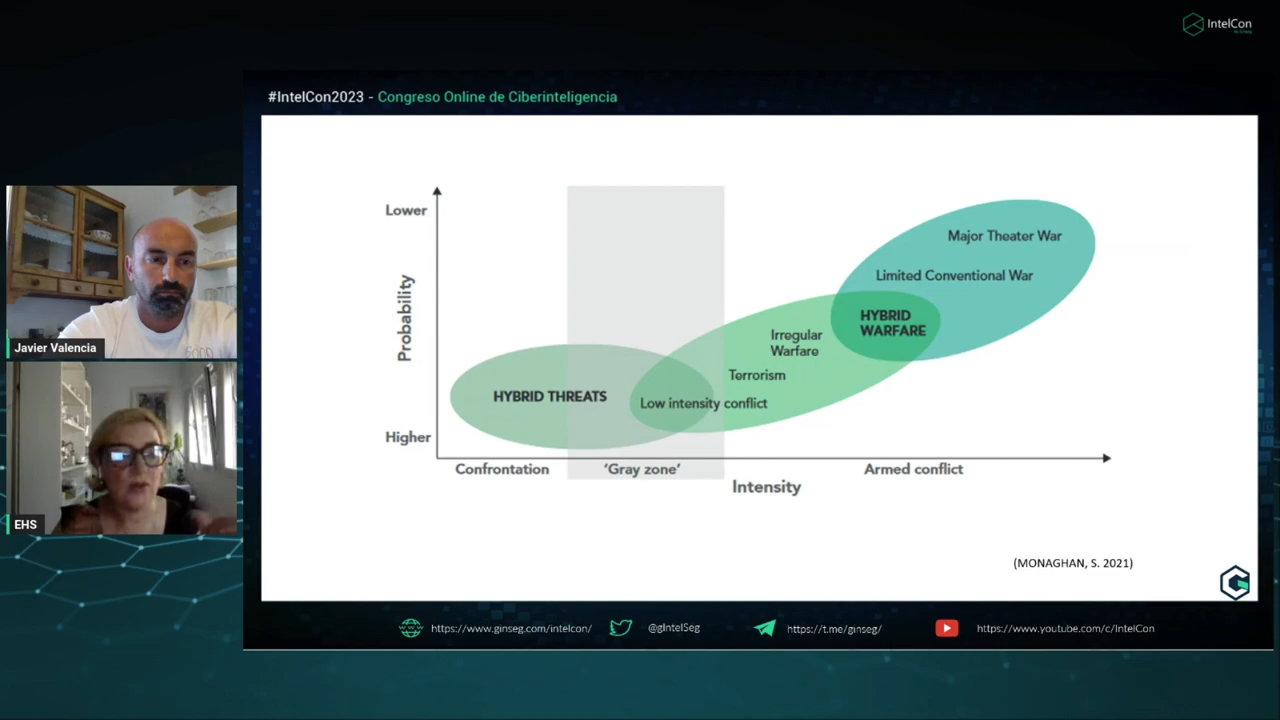 IntelCon
#IntelCon2023 - Congreso Online de Ciberinteligencia
Javier Valencia
EHS
Lower
Probability
Higher
Major Theater War
Limited Conventional War
HYBRID
WARFARE
Irregular
Warfare
Terrorism
HYBRID THREATS
Low intensity conflict
Confrontation
‘Gray zone’
Armed conflict
Intensity
(MONAGHAN, S. 2021)
https://www.ginseg.com/intelcon/
@gIntelSeg
https://t.me/ginseg/
https://www.youtube.com/c/IntelCon